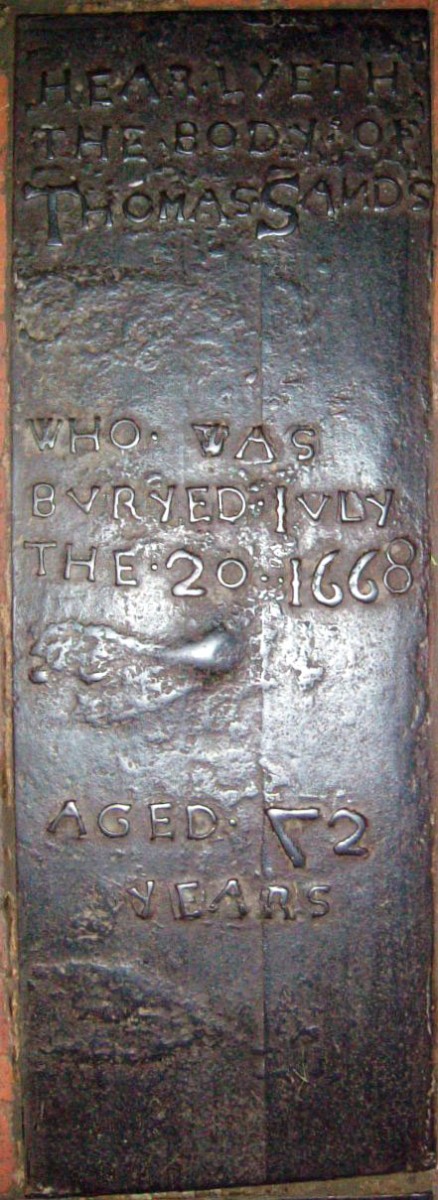 HEAR·LYETH
THE·BODY·OF
THOMAS SANDS
WHO· WAS
BVRYED·IVLY
THE·20·1668
AGED· 72
YEARS